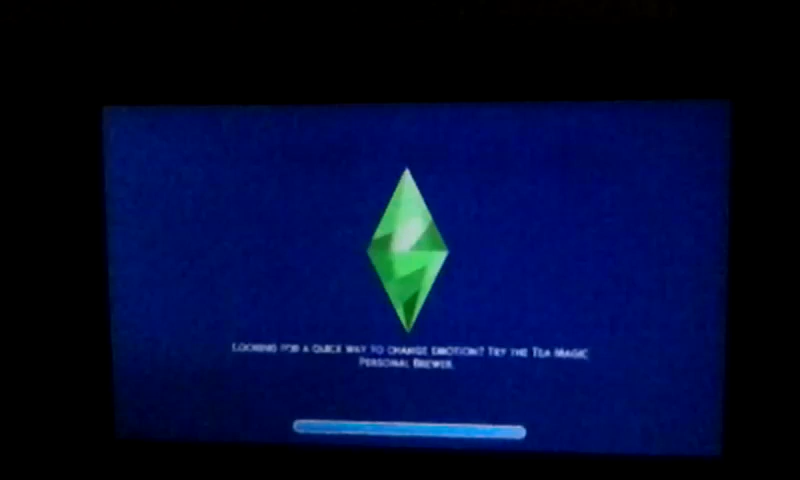 Looking for a quick way to change emotion? Try the Tea Magic
Personal Brewer.